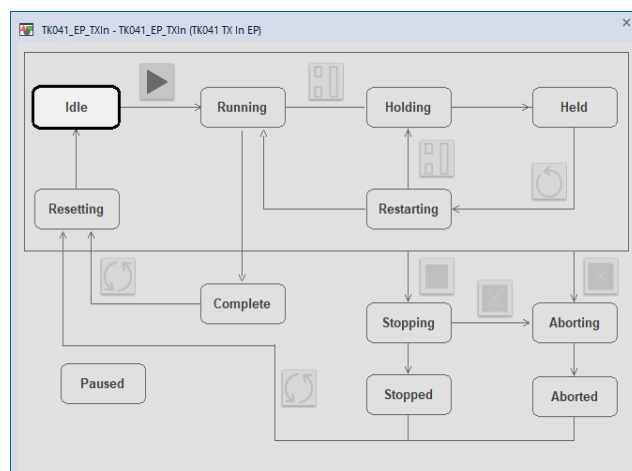 TK041_EP_TXIn - TK041_EP_TXIn (TK041 TX In EP)
Idle
Running
Holding
Held
Resetting
Restarting
Complete
Stopping
Aborting
Paused
Stopped
Aborted